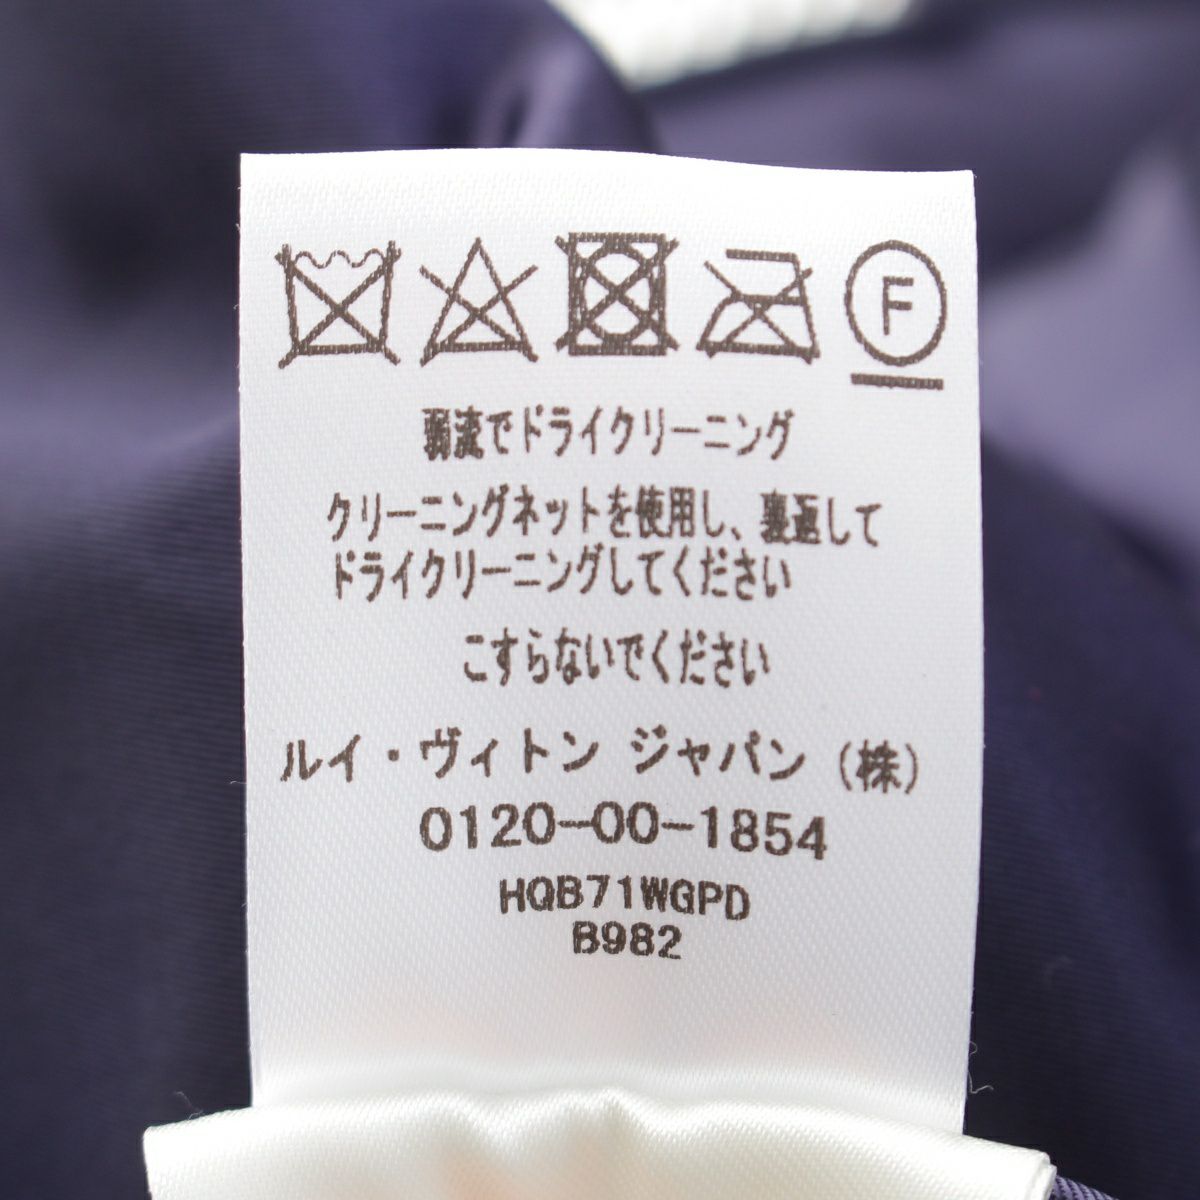 F
弱流でドライクリーニング
クリーニングネットを使用し、裏返して
ドライクリーニングしてください
こすらないでください
ルイ・ヴィトン ジャパン (株)
0120-00-1854
HQB71WGPD
B982